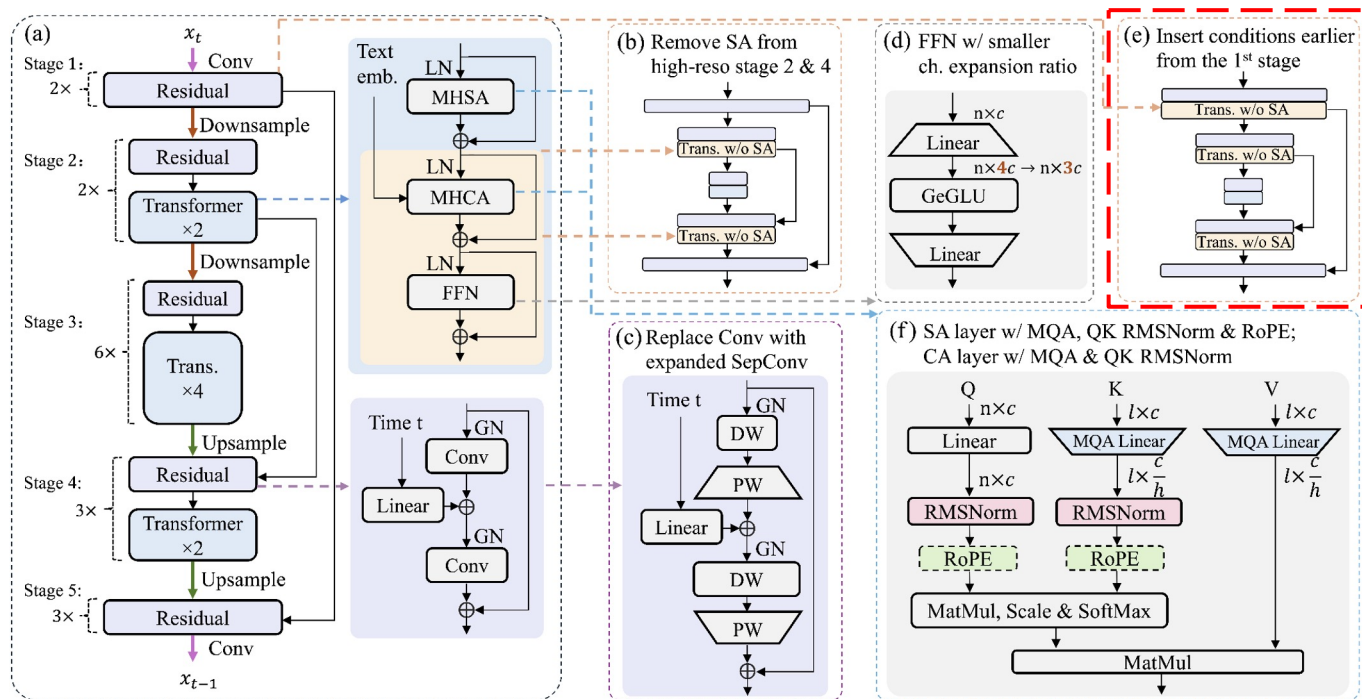 (a)
x_t
Conv
Stage 1:
2×
Residual
Downsample
Stage 2:
2×
Residual
Transformer
×2
Downsample
Stage 3:
6×
Residual
Trans.
×4
Upsample
Stage 4:
3×
Residual
Transformer
×2
Upsample
Stage 5:
3×
Residual
Conv
x_{t−1}
Text
emb.
LN
MHSA
LN
MHCA
LN
FFN
Time t
GN
Conv
Linear
GN
Conv
(b) Remove SA from
high-reso stage 2 & 4
Trans. w/o SA
Trans. w/o SA
(c) Replace Conv with
expanded SepConv
Time t
GN
DW
PW
Linear
GN
DW
PW
(d) FFN w/ smaller
ch. expansion ratio
n×c
Linear
n×4c → n×3c
GeGLU
Linear
(e) Insert conditions earlier
from the 1st stage
Trans. w/o SA
Trans. w/o SA
Trans. w/o SA
(f) SA layer w/ MQA, QK RMSNorm & RoPE;
CA layer w/ MQA & QK RMSNorm
Q K V
n×c l×c l×c
Linear MQA Linear MQA Linear
n×c l×c/h l×c/h
RMSNorm RMSNorm
RoPE RoPE
MatMul, Scale & SoftMax
MatMul